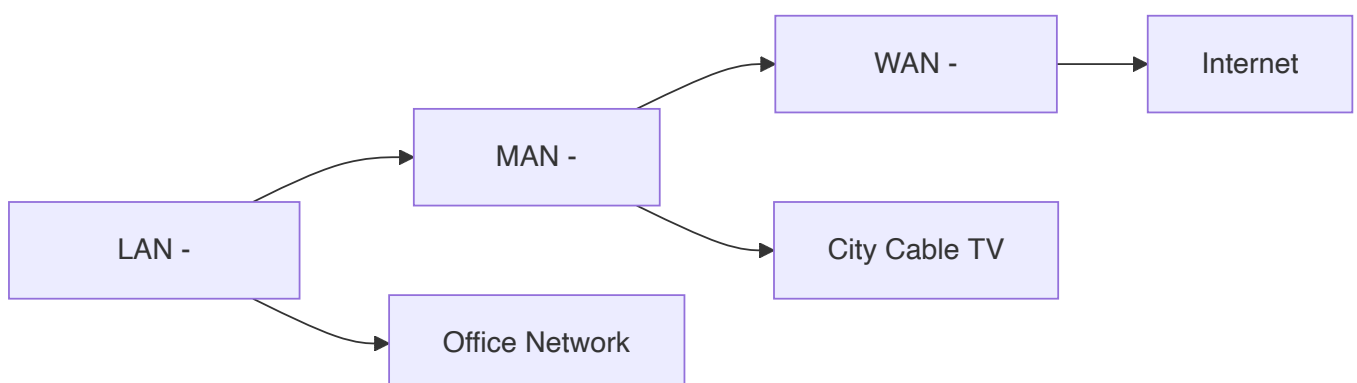 WAN -
Internet
MAN -
LAN -
City Cable TV
Office Network